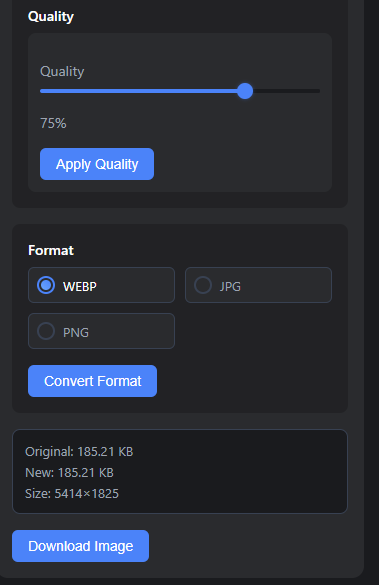 Quality
Quality
75%
Apply Quality
Format
WEBP
JPG
PNG
Convert Format
Original: 185.21 KB
New: 185.21 KB
Size: 5414×1825
Download Image